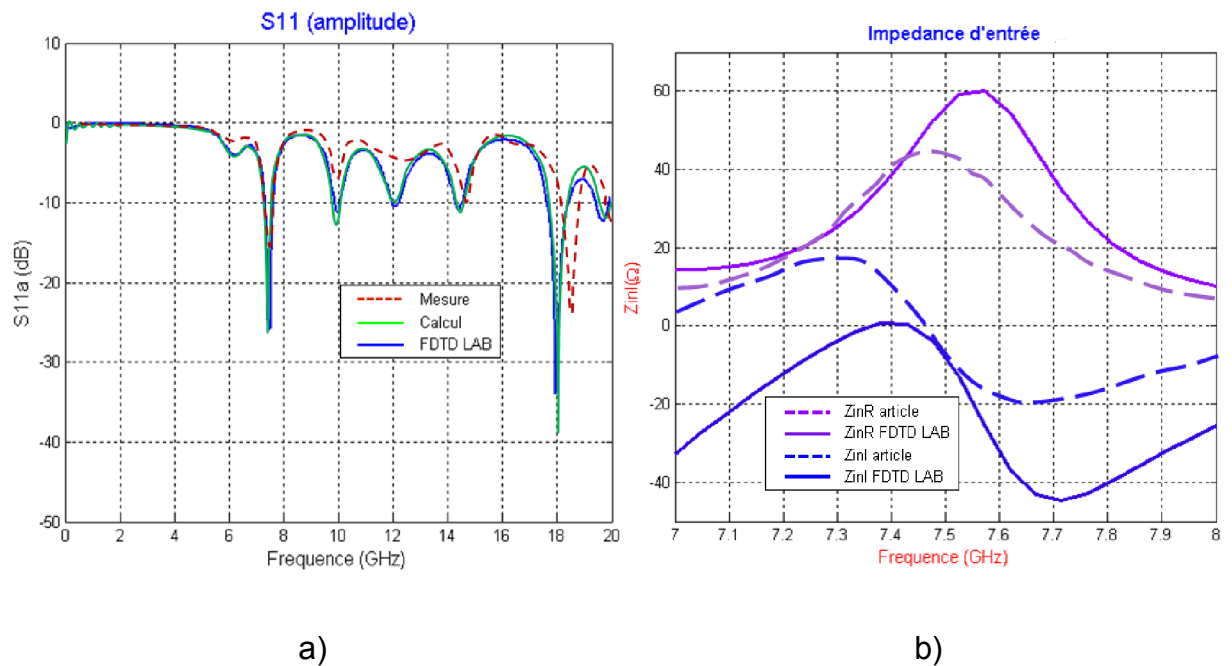 S11 (amplitude)
10
0
-10
-20
-30
-40
-50
S11a (dB)
Mesure
Calcul
FDTD LAB
0 2 4 6 8 10 12 14 16 18 20
Frequence (GHz)
a)
Impedance d'entrée
60
40
20
0
-20
-40
ZinI(Ω)
ZinR article
ZinR FDTD LAB
ZinI article
ZinI FDTD LAB
7 7.1 7.2 7.3 7.4 7.5 7.6 7.7 7.8 7.9 8
Frequence (GHz)
b)